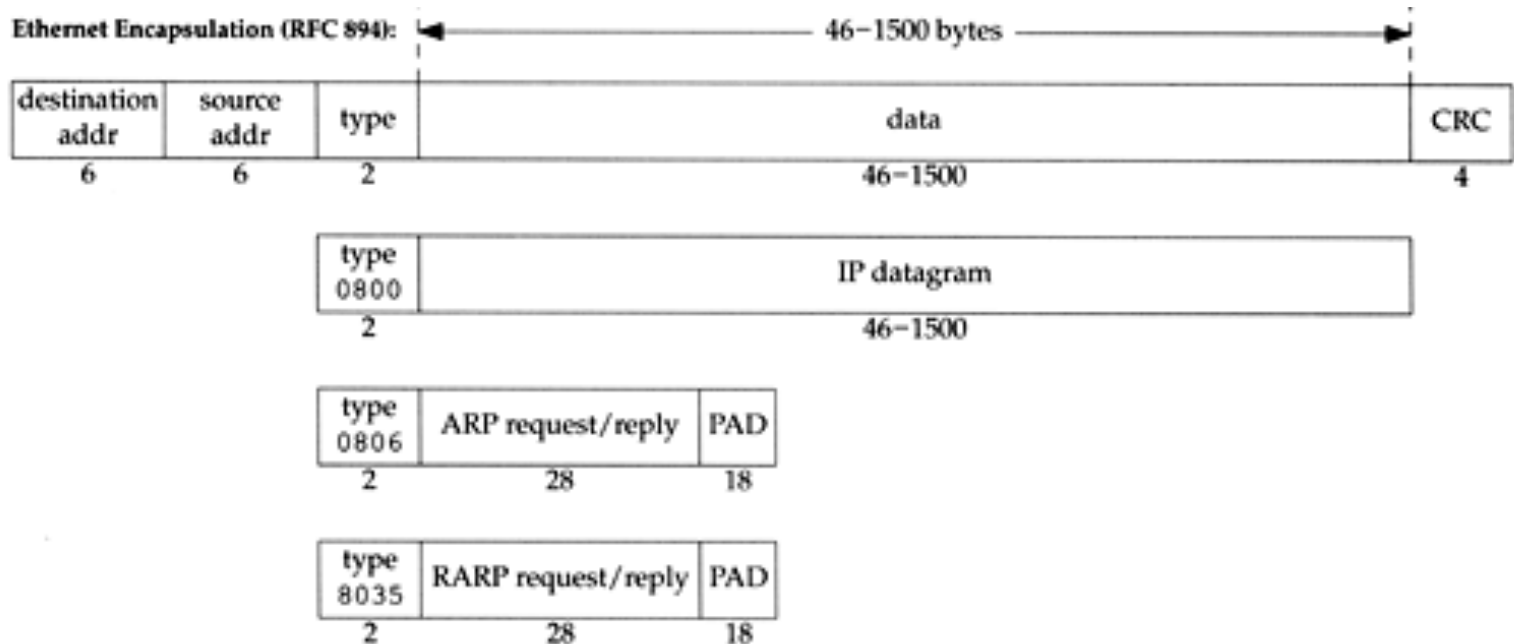 Ethernet Encapsulation (RFC 894): 46−1500 bytes
destination addr source addr type data CRC
6 6 2 46−1500 4
type 0800 IP datagram
2 46−1500
type 0806 ARP request/reply PAD
2 28 18
type 8035 RARP request/reply PAD
2 28 18